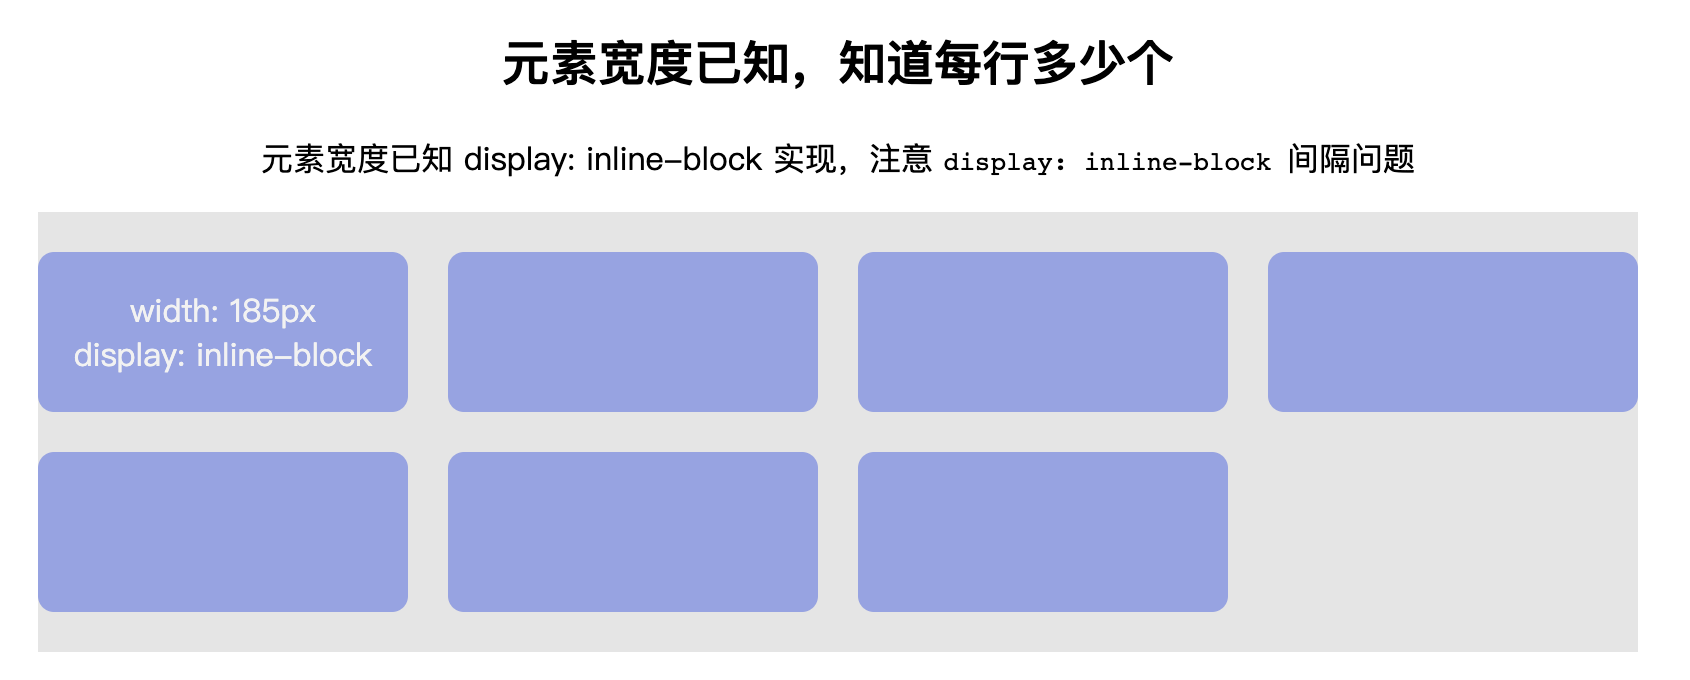 元素宽度已知，知道每行多少个
元素宽度已知 display: inline-block 实现，注意 display: inline-block 间隔问题
width: 185px
display: inline-block